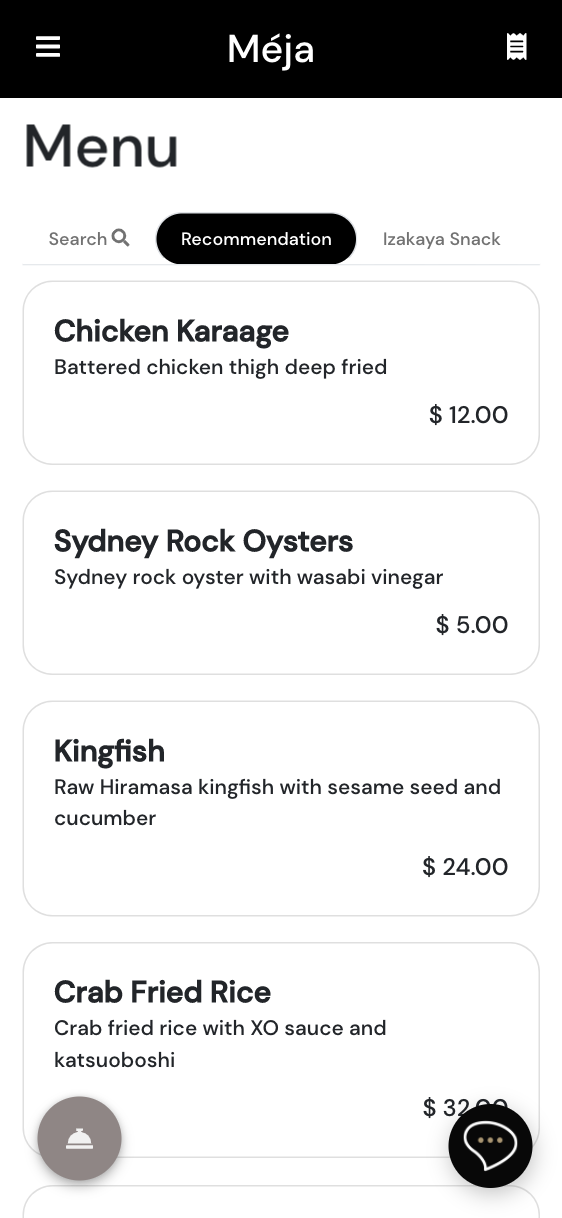 Méja
Menu
Search
Recommendation
Izakaya Snack
Chicken Karaage
Battered chicken thigh deep fried
$ 12.00
Sydney Rock Oysters
Sydney rock oyster with wasabi vinegar
$ 5.00
Kingfish
Raw Hiramasa kingfish with sesame seed and
cucumber
$ 24.00
Crab Fried Rice
Crab fried rice with XO sauce and
katsuoboshi
$ 32.00